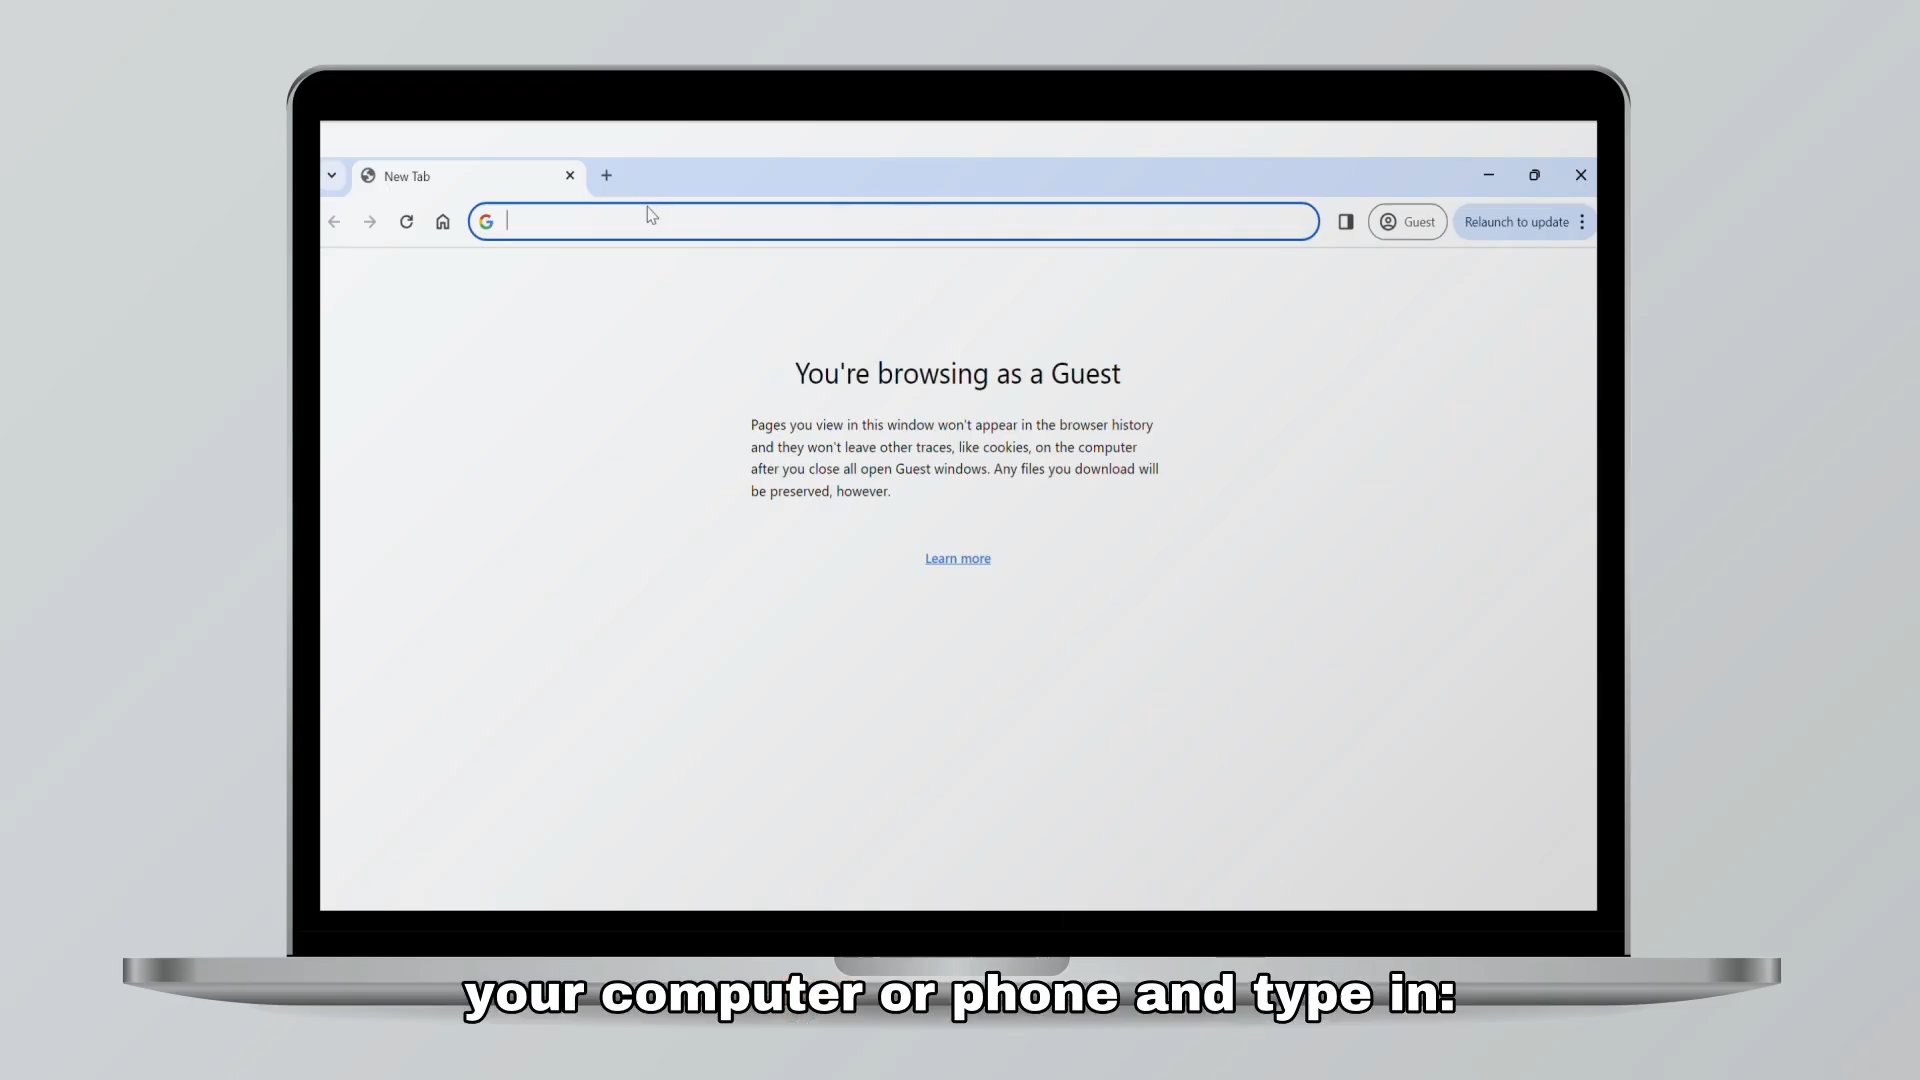 New Tab
Guest
Relaunch to update
You're browsing as a Guest
Pages you view in this window won't appear in the browser history
and they won't leave other traces, like cookies, on the computer
after you close all open Guest windows. Any files you download will
be preserved, however.
Learn more
your computer or phone and type in: